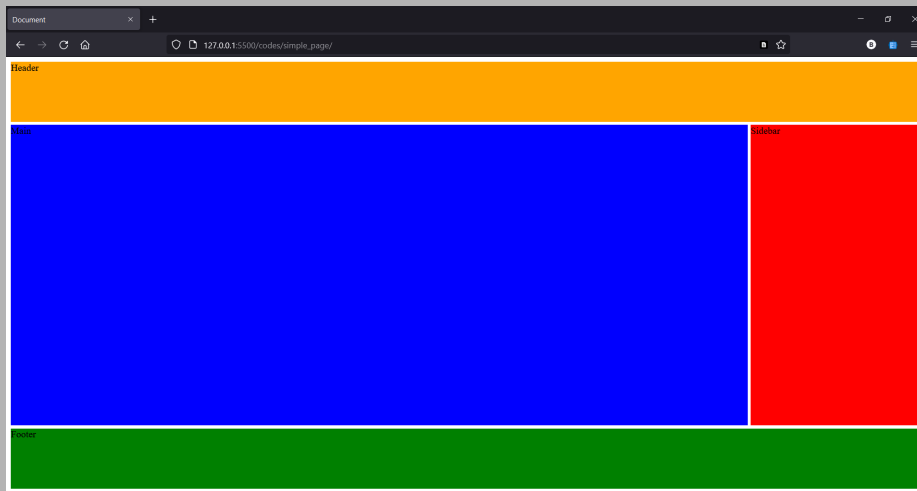 Document
127.0.0.1:5500/codes/simple_page/
Header
Main
Sidebar
Footer